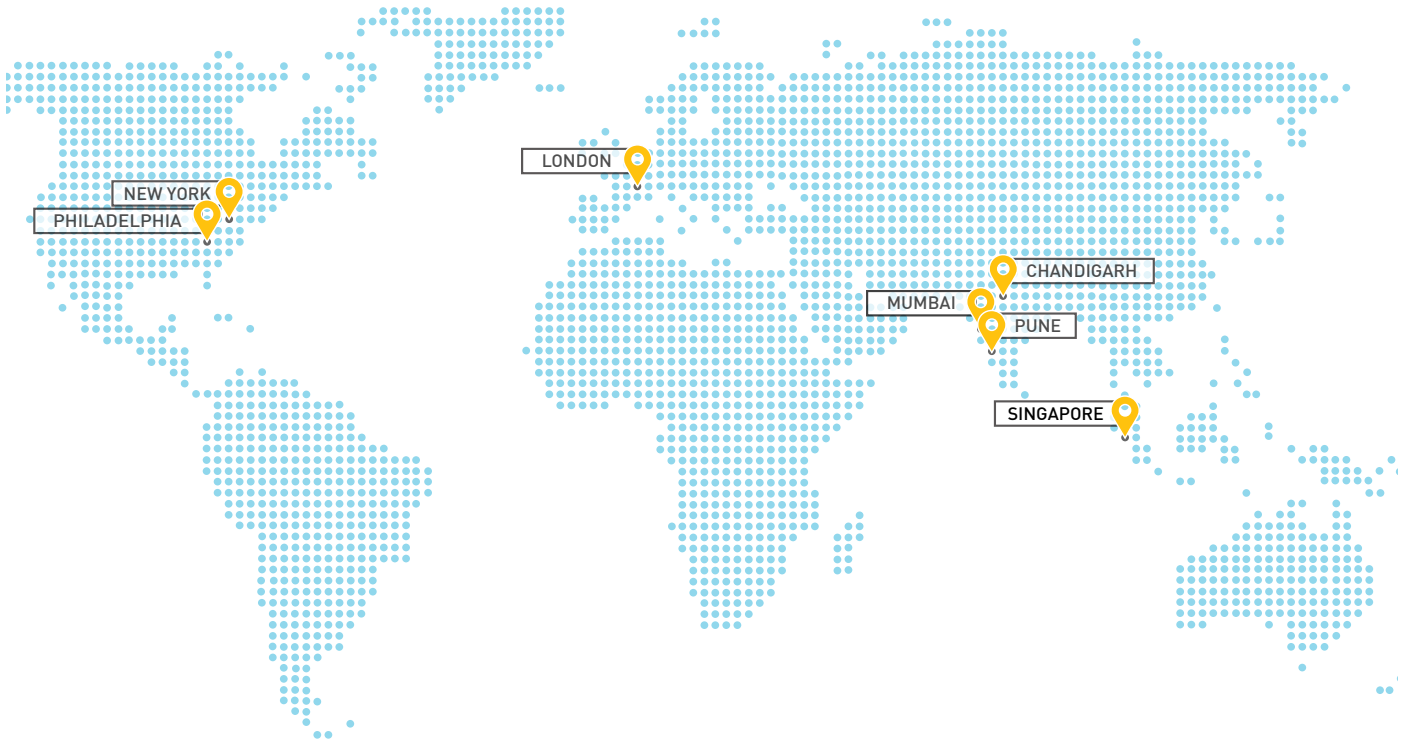 LONDON
NEW YORK
PHILADELPHIA
CHANDIGARH
MUMBAI
PUNE
SINGAPORE